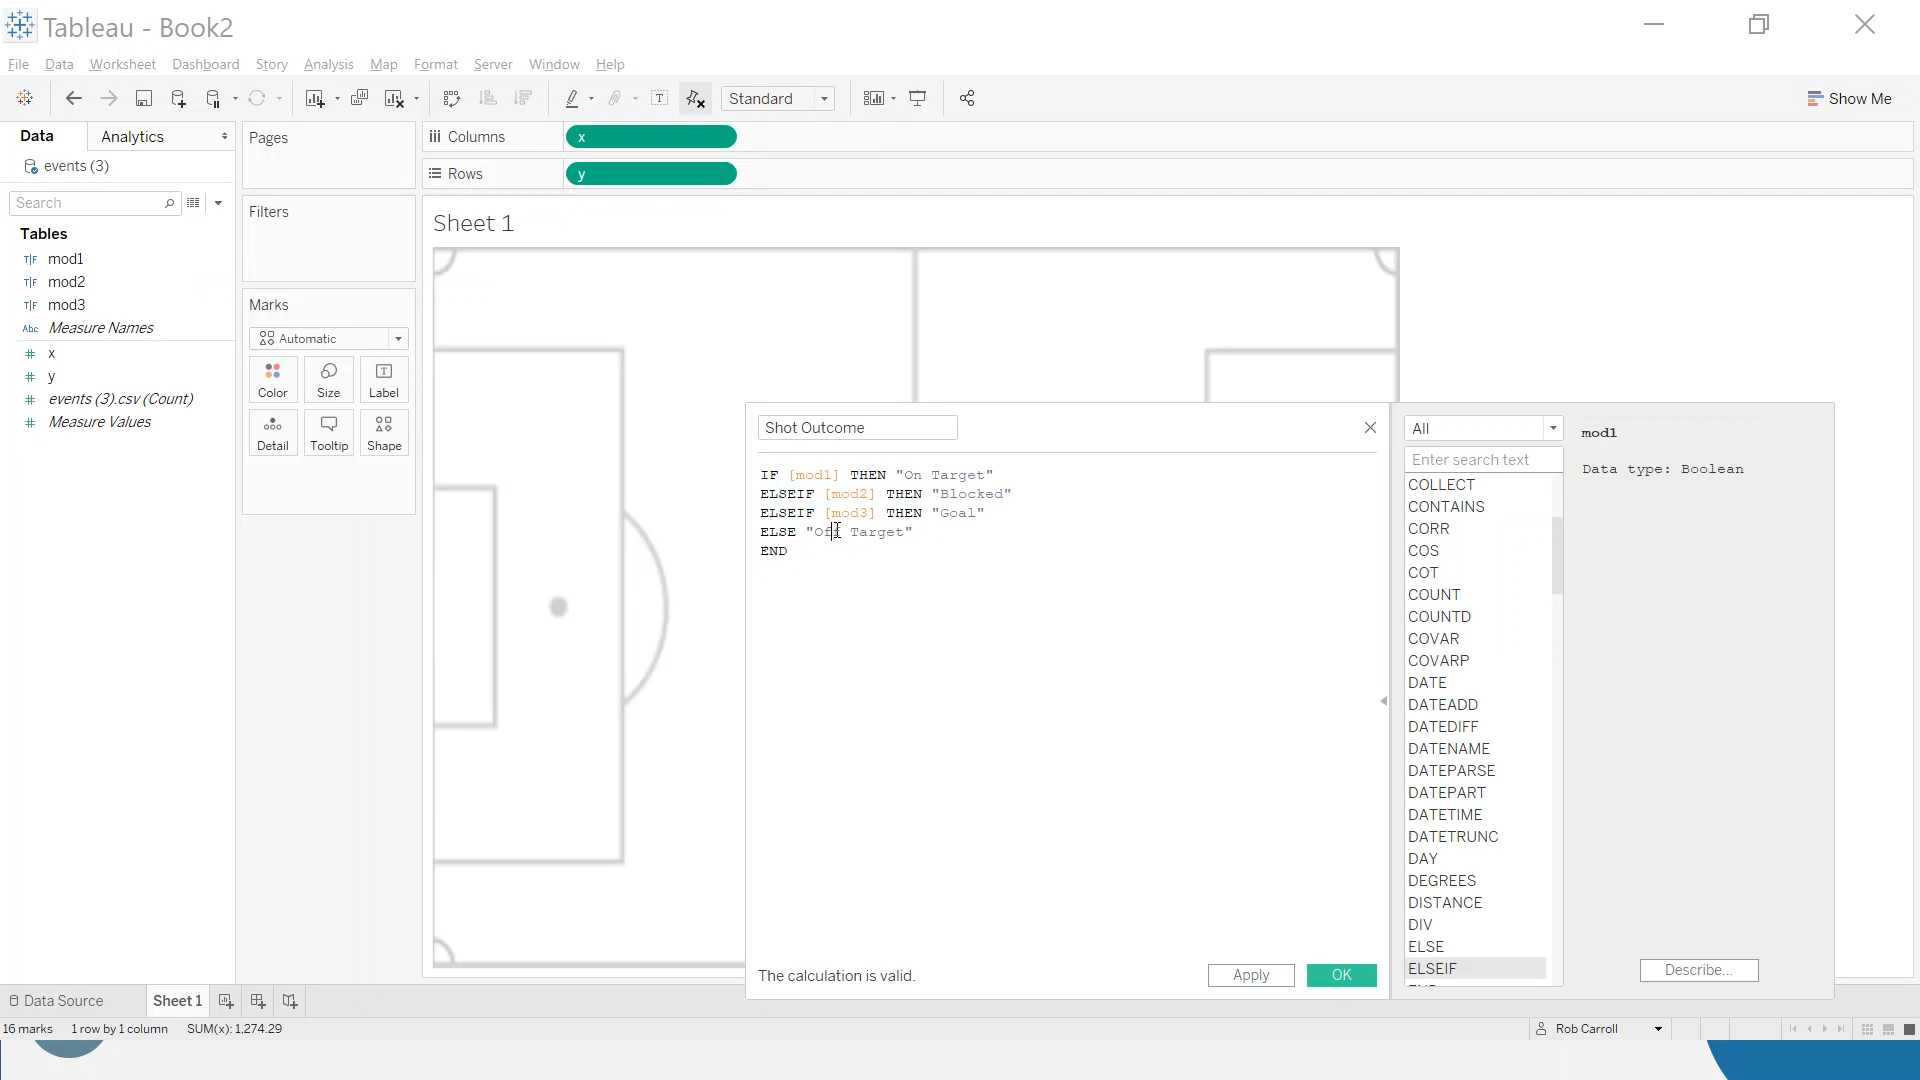 Tableau - Book2
File Data Worksheet Dashboard Story Analysis Map Format Server Window Help
Standard
Show Me
Data
Analytics
events (3)
Search
Tables
T|F mod1
T|F mod2
T|F mod3
Abc Measure Names
# x
# y
# events (3).csv (Count)
# Measure Values
Pages
Filters
Marks
Automatic
Color
Size
Label
Detail
Tooltip
Shape
Columns
x
Rows
y
Sheet 1
Shot Outcome
IF [mod1] THEN "On Target"
ELSEIF [mod2] THEN "Blocked"
ELSEIF [mod3] THEN "Goal"
ELSE "Off Target"
END
The calculation is valid.
Apply
OK
All
Enter search text
COLLECT
CONTAINS
CORR
COS
COT
COUNT
COUNTD
COVAR
COVARP
DATE
DATEADD
DATEDIFF
DATENAME
DATEPARSE
DATEPART
DATETIME
DATETRUNC
DAY
DEGREES
DISTANCE
DIV
ELSE
ELSEIF
mod1
Data type: Boolean
Describe...
Data Source
Sheet 1
16 marks
1 row by 1 column
SUM(x): 1,274.29
Rob Carroll